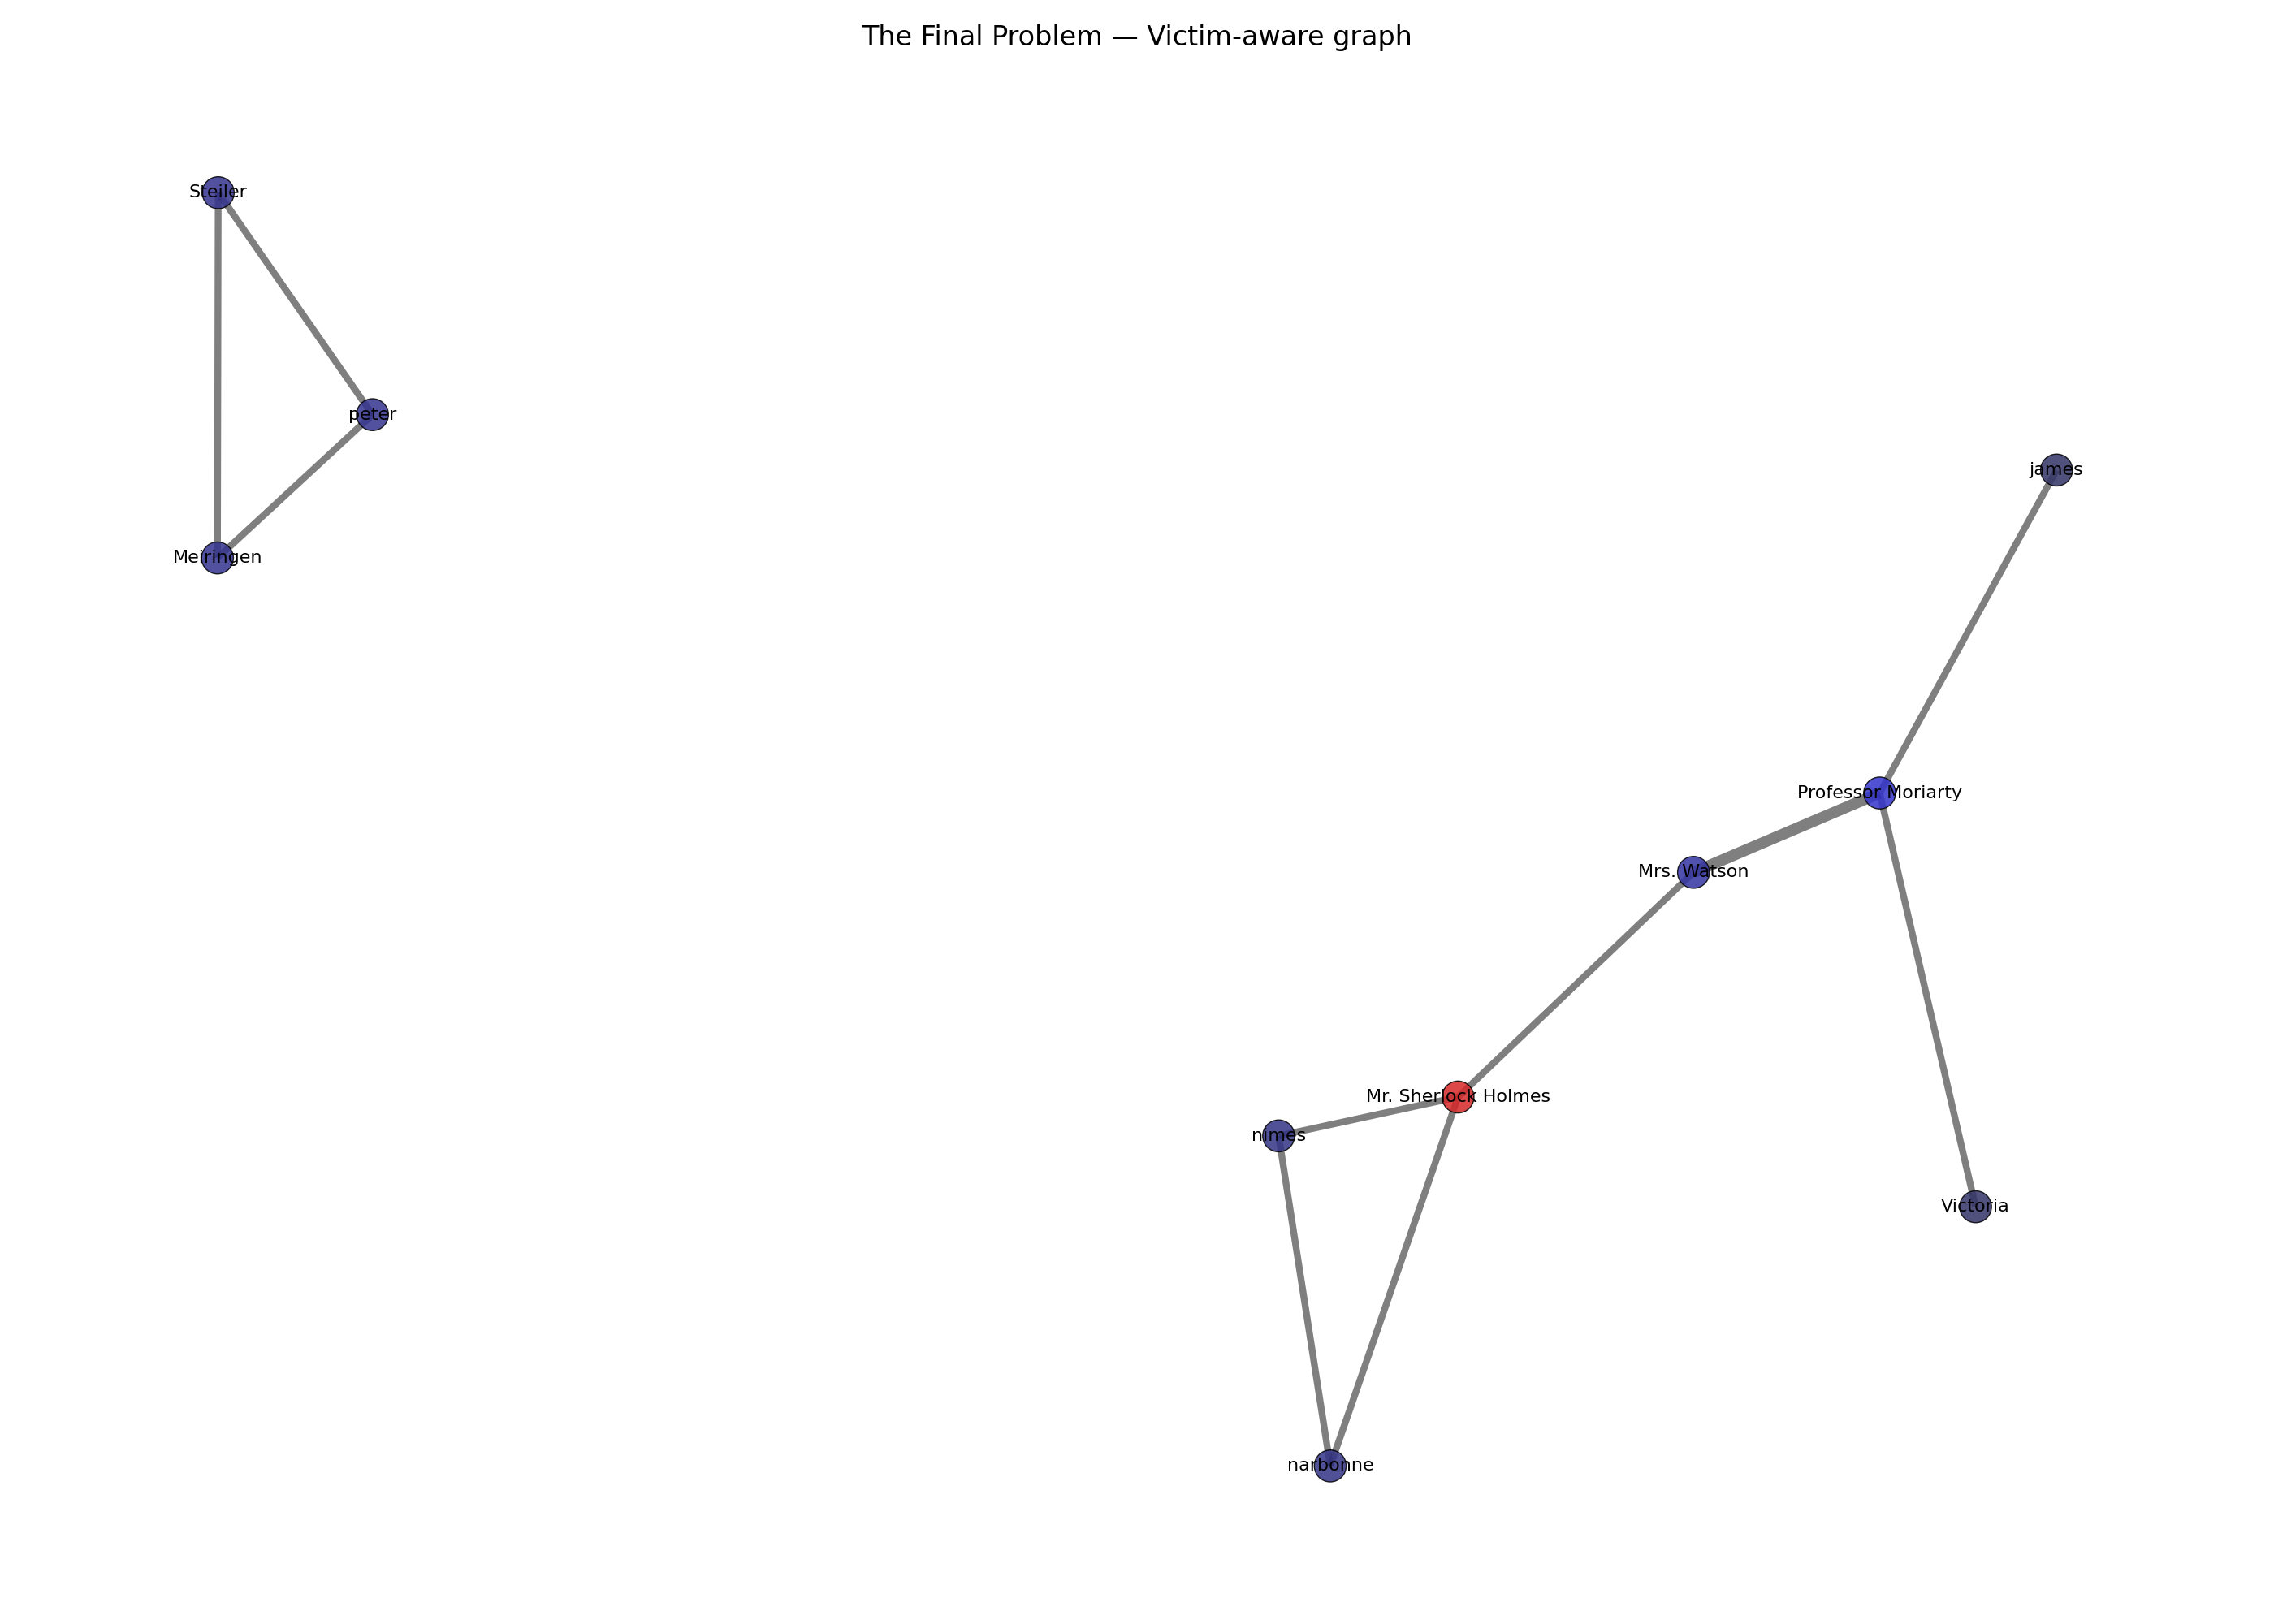 The Final Problem — Victim-aware graph
Steiler
peter
james
Meiringen
Professor Moriarty
Mrs. Watson
Mr. Sherlock Holmes
nimes
Victoria
narbonne